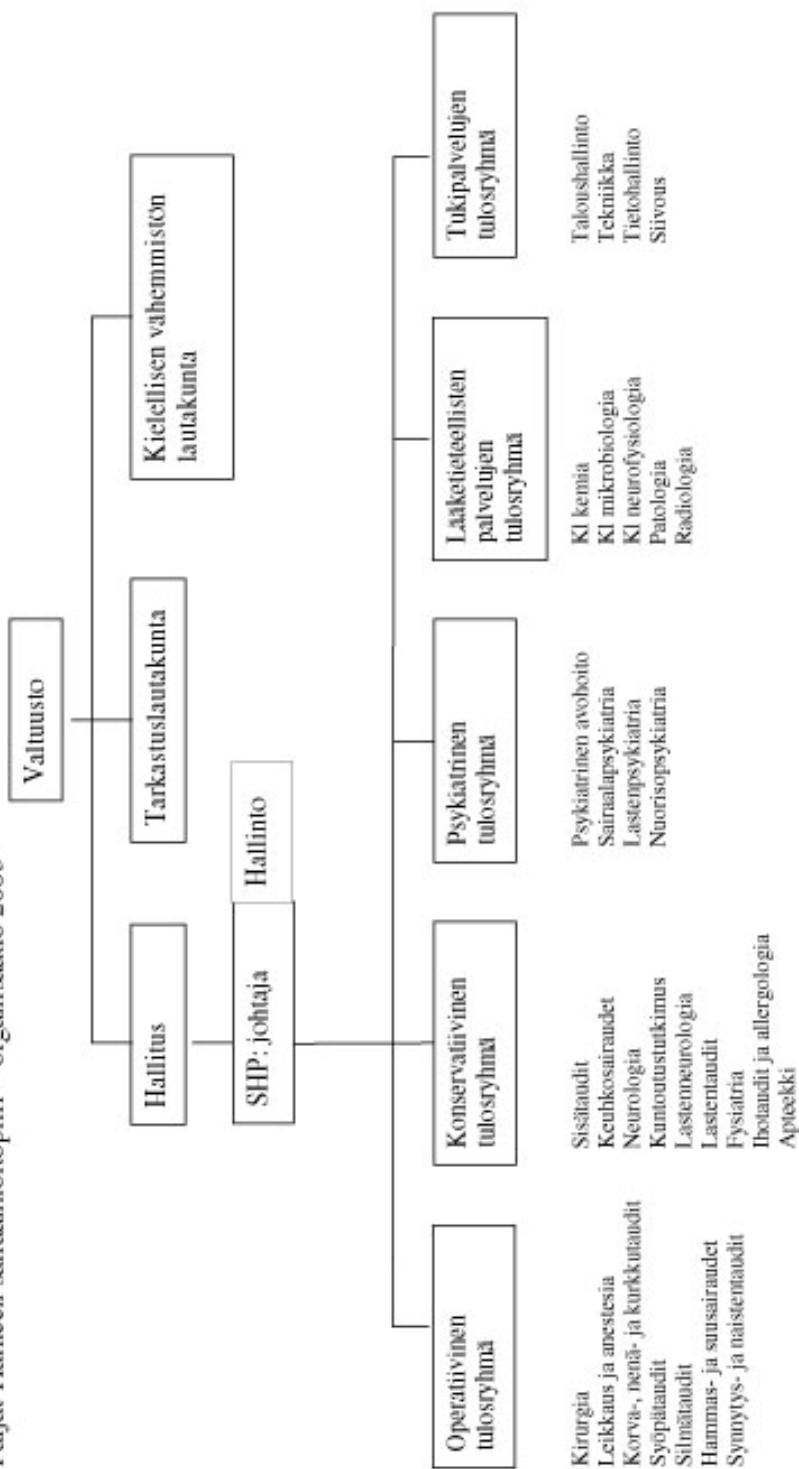 Valtuusto
Hallitus
Tarkastuslautakunta
Kielellisen vähemmistön
lautakunta
SHP: johtaja
Hallinto
Operatiivinen
tulosryhmä
Konservatiivinen
tulosryhmä
Psykiatrinen
tulosryhmä
Lääketieteellisten
palvelujen
tulosryhmä
Tukipalvelujen
tulosryhmä
Kirurgia
Leikkaus ja anestesia
Korva-, nenä- ja kurkkutaudit
Syöpätaudit
Silmätaudit
Hammas- ja suusairaudet
Synnytys- ja naistentaudit
Sisätaudit
Keuhkosairaudet
Neurologia
Kuntoutustutkimus
Lastenneurologia
Lastentaudit
Fysiatria
Ihotaudit ja allergologia
Apteekki
Psykiatrinen avohoito
Sairaalapsykiatria
Lastenpsykiatria
Nuorisopsykiatria
Kl kemia
Kl mikrobiologia
Kl neurofysiologia
Patologia
Radiologia
Taloushallinto
Tekniikka
Tietohallinto
Siivous